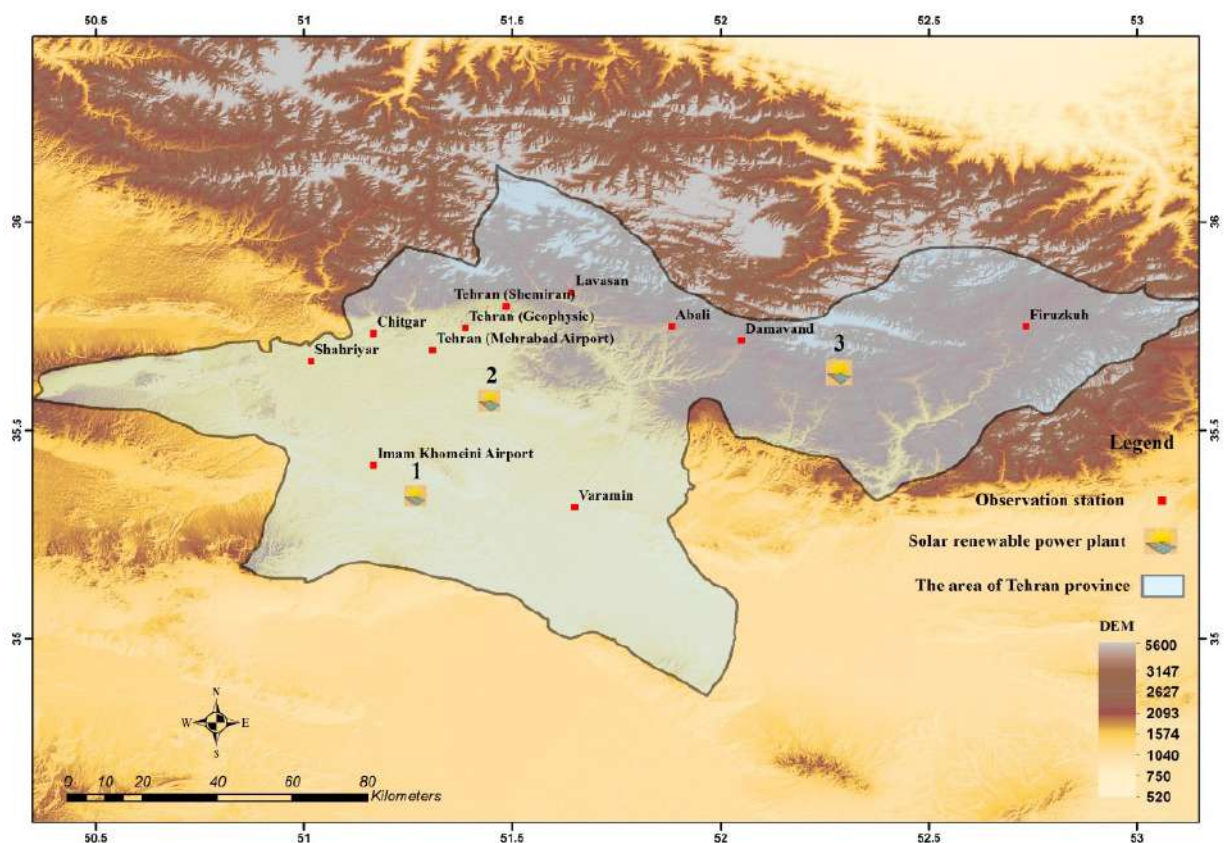 50.5 51 51.5 52 52.5 53
36 36
Lavasan
Tehran (Shemiran)
Abali
Firuzkuh
Tehran (Geophysic)
Chitgar
Damavand
Tehran (Mehrabad Airport)
Shahriyar
3
2
35.5 35.5
Legend
Imam Khomeini Airport
1
Varamin
Observation station
Solar renewable power plant
The area of Tehran province
35 35
DEM
5600
3147
2627
2093
1574
1040
750
520
N
W E
S
0 10 20 40 60 80
Kilometers
50.5 51 51.5 52 52.5 53